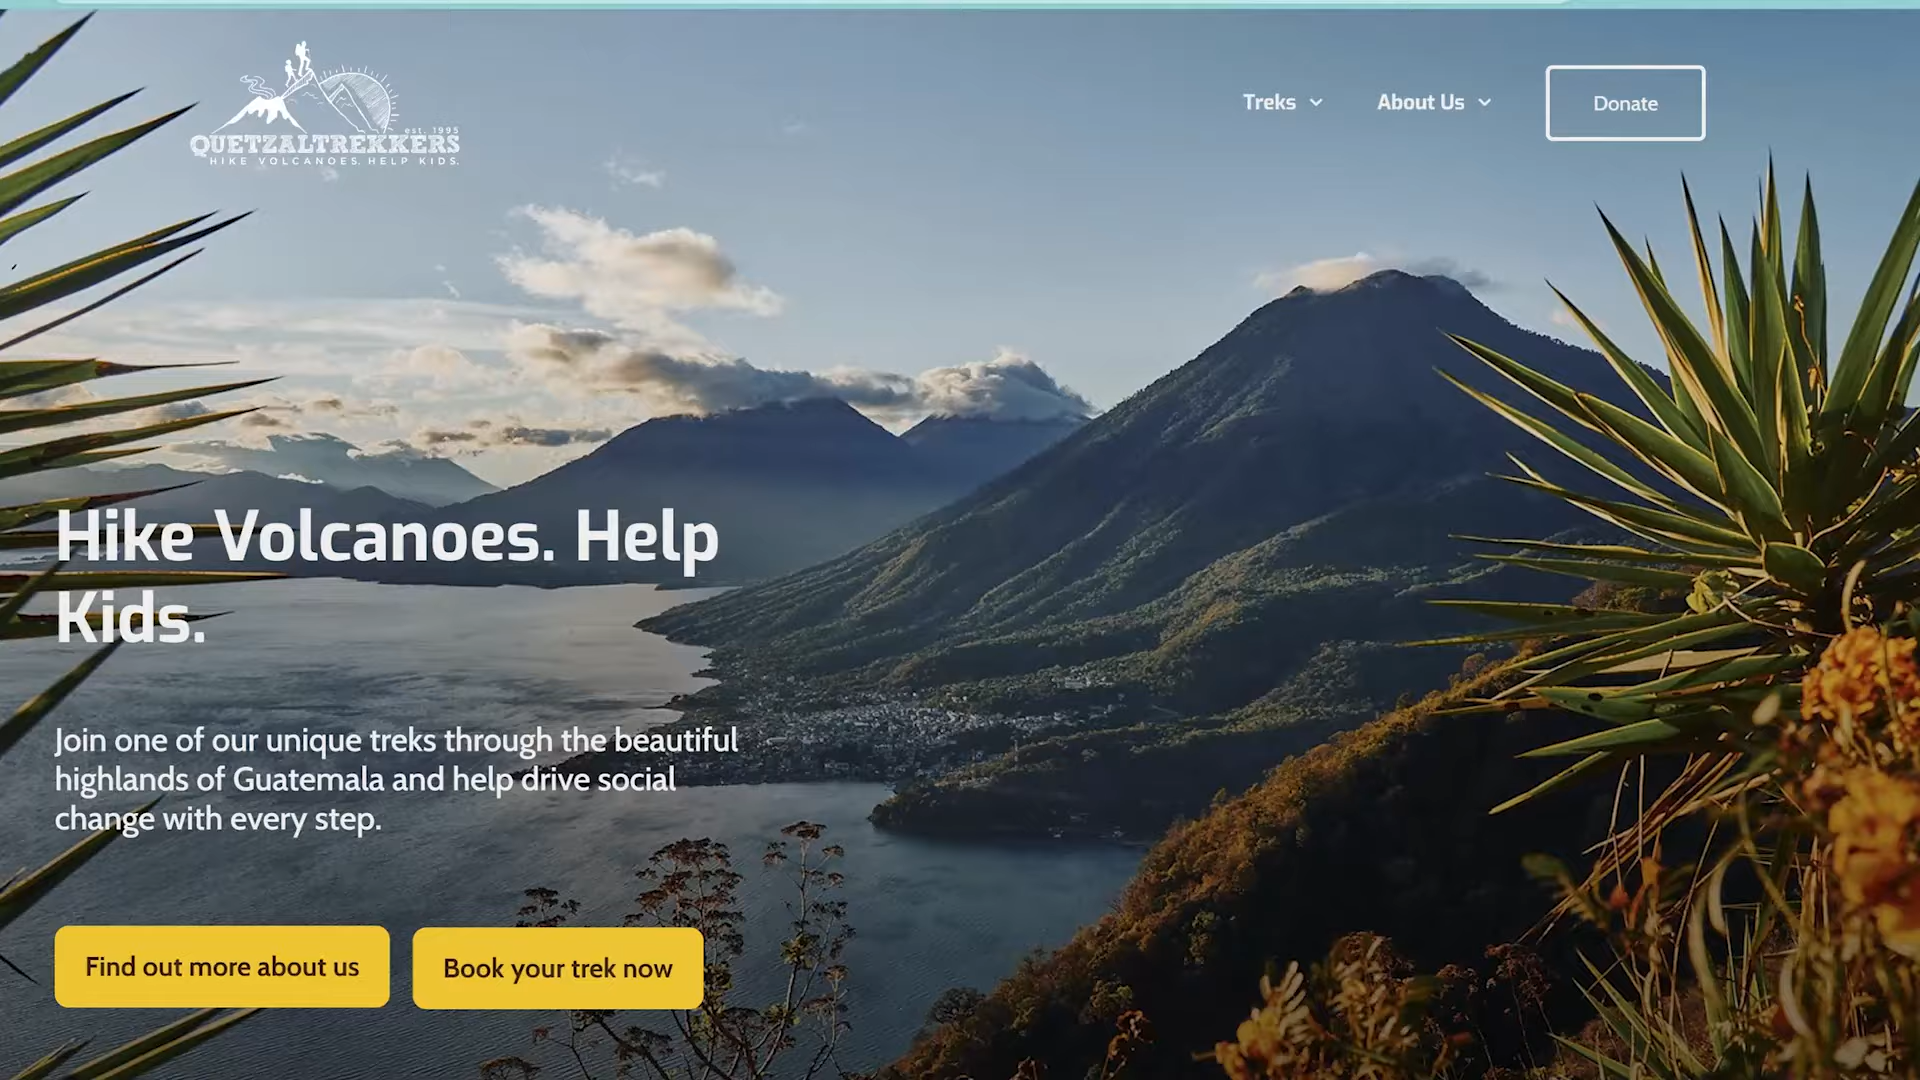 est. 1995
QUETZALTREKKERS
HIKE VOLCANOES. HELP KIDS.
Treks
About Us
Donate
Hike Volcanoes. Help
Kids.
Join one of our unique treks through the beautiful
highlands of Guatemala and help drive social
change with every step.
Find out more about us
Book your trek now